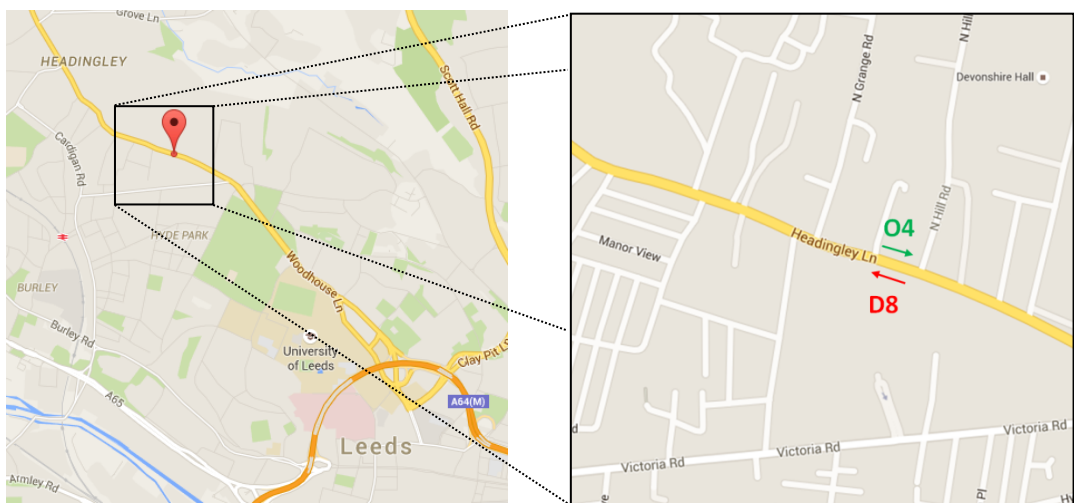 Grove Ln
HEADINGLEY
Scott Hall Rd
Cardigan Rd
HYDE PARK
Woodhouse Ln
BURLEY
Burley Rd
University
of Leeds
Clay Pit L
A65
A64(M)
Leeds
Armley Rd
N Hill
N Grange Rd
Devonshire Hall
N Hill Rd
O4
Manor View
Headingley Ln
D8
Victoria Rd
Victoria Rd
Pl